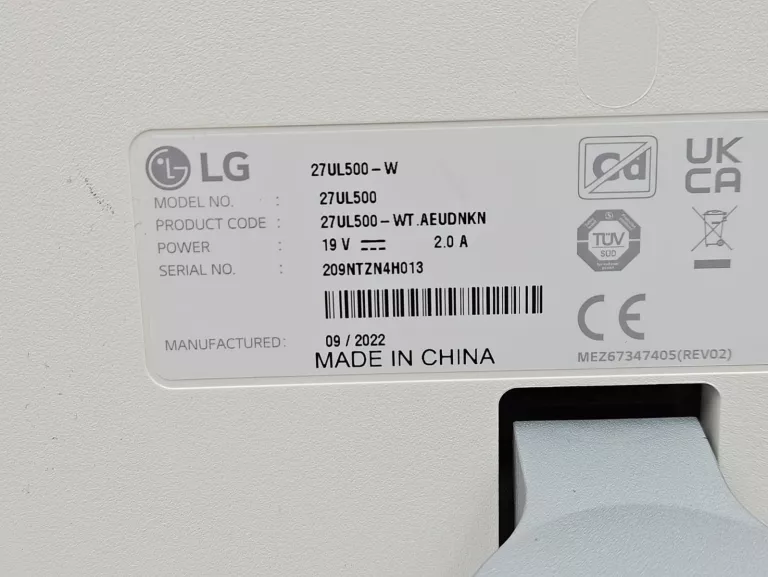 LG
27UL500-W
MODEL NO. : 27UL500
PRODUCT CODE : 27UL500-WT.AEUDNKN
POWER : 19 V 2.0 A
SERIAL NO. : 209NTZN4H013
MANUFACTURED: 09 / 2022
MADE IN CHINA
Cd
UK
CA
TÜV
SÜD
CE
MEZ67347405(REV02)